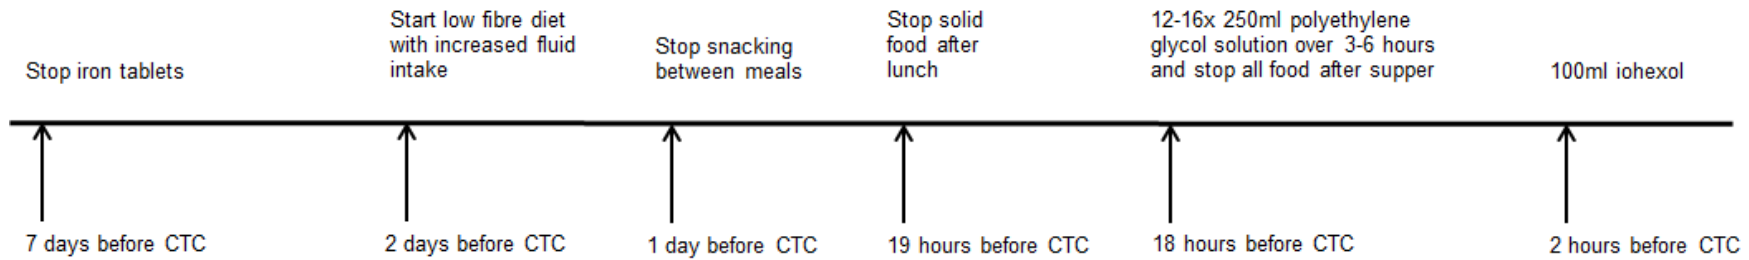 Stop iron tablets
Start low fibre diet
with increased fluid
intake
Stop snacking
between meals
Stop solid
food after
lunch
12-16x 250ml polyethylene
glycol solution over 3-6 hours
and stop all food after supper
100ml iohexol
7 days before CTC
2 days before CTC
1 day before CTC
19 hours before CTC
18 hours before CTC
2 hours before CTC